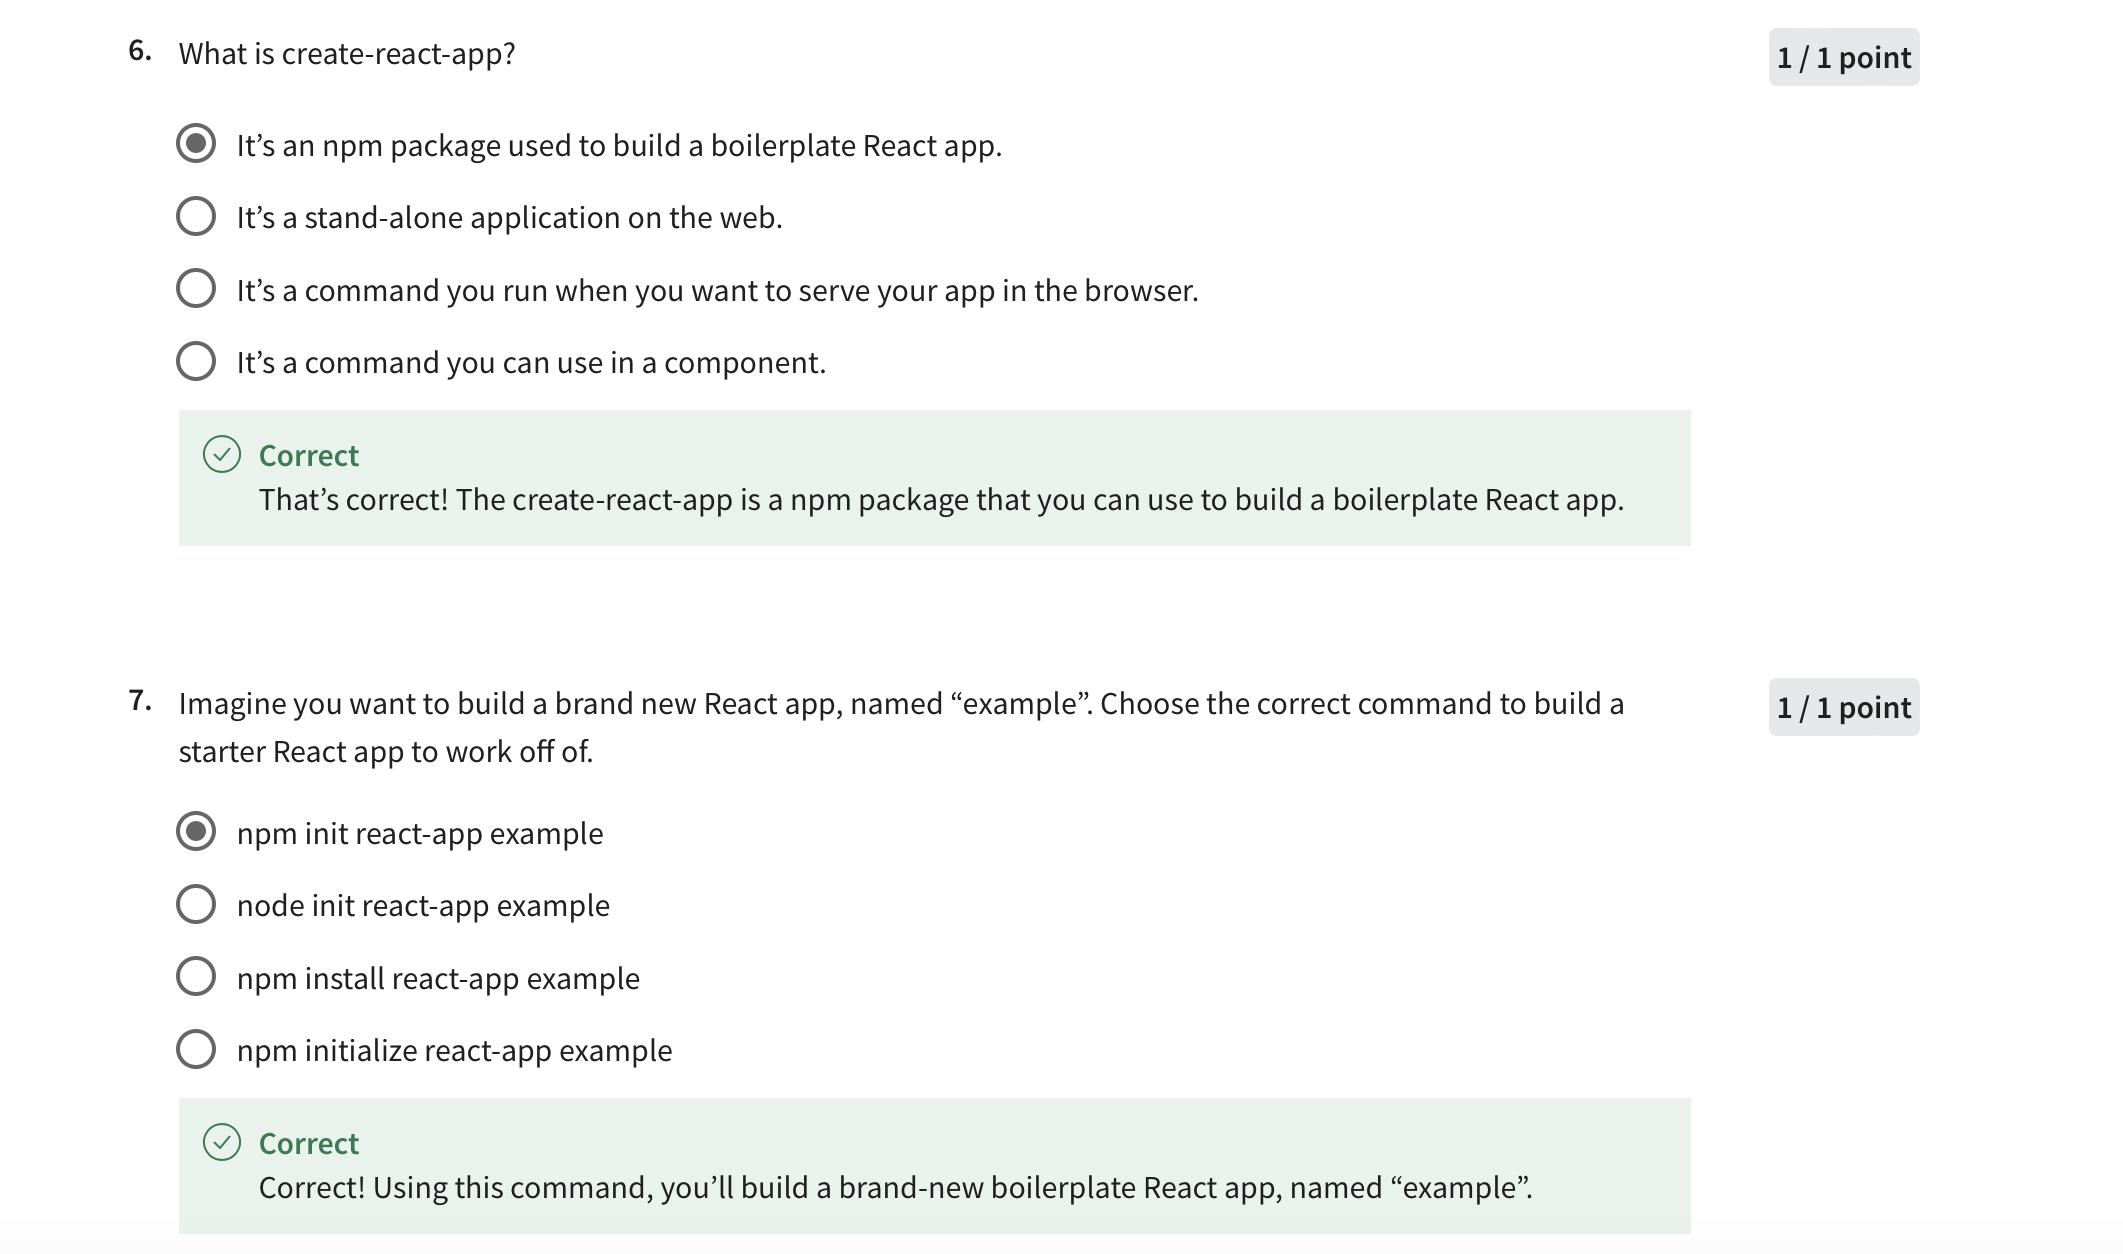 6. What is create-react-app?
1 / 1 point
It’s an npm package used to build a boilerplate React app.
It’s a stand-alone application on the web.
It’s a command you run when you want to serve your app in the browser.
It’s a command you can use in a component.
Correct
That’s correct! The create-react-app is a npm package that you can use to build a boilerplate React app.
7. Imagine you want to build a brand new React app, named “example”. Choose the correct command to build a
starter React app to work off of.
1 / 1 point
npm init react-app example
node init react-app example
npm install react-app example
npm initialize react-app example
Correct
Correct! Using this command, you’ll build a brand-new boilerplate React app, named “example”.